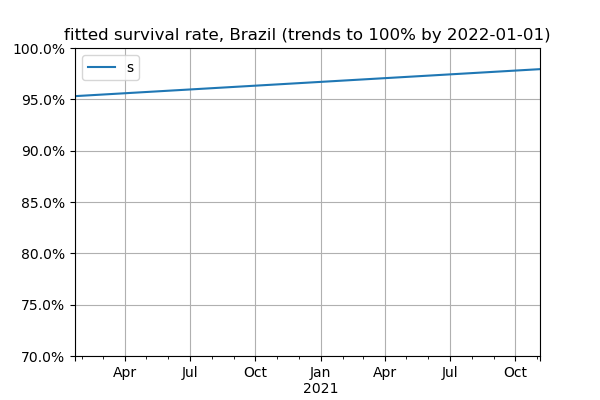 fitted survival rate, Brazil (trends to 100% by 2022-01-01)
100.0%
s
95.0%
90.0%
85.0%
80.0%
75.0%
70.0%
Apr Jul Oct Jan Apr Jul Oct
2021